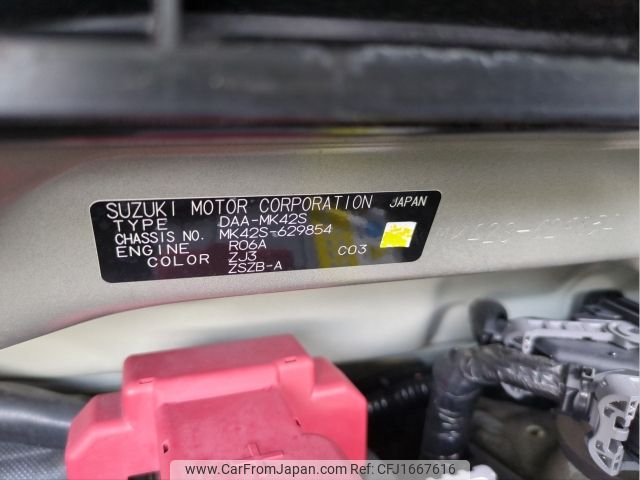 SUZUKI MOTOR CORPORATION JAPAN
TYPE DAA-MK42S
CHASSIS NO. MK42S-629854
ENGINE R06A
COLOR ZJ3 C03
ZSZB-A
www.CarFromJapan.com | Ref: CFJ1667616